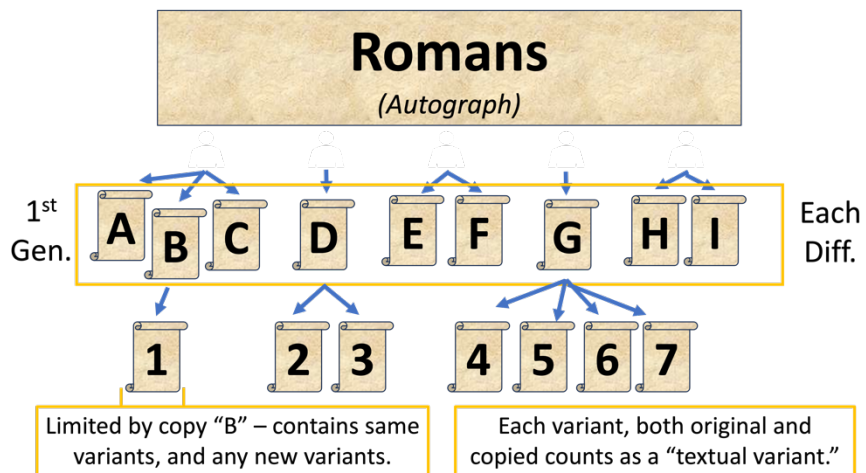 Romans
(Autograph)
1st
Gen.
A
B
C
D
E
F
G
H
I
Each
Diff.
1
2
3
4
5
6
7
Limited by copy “B” – contains same
variants, and any new variants.
Each variant, both original and
copied counts as a “textual variant.”